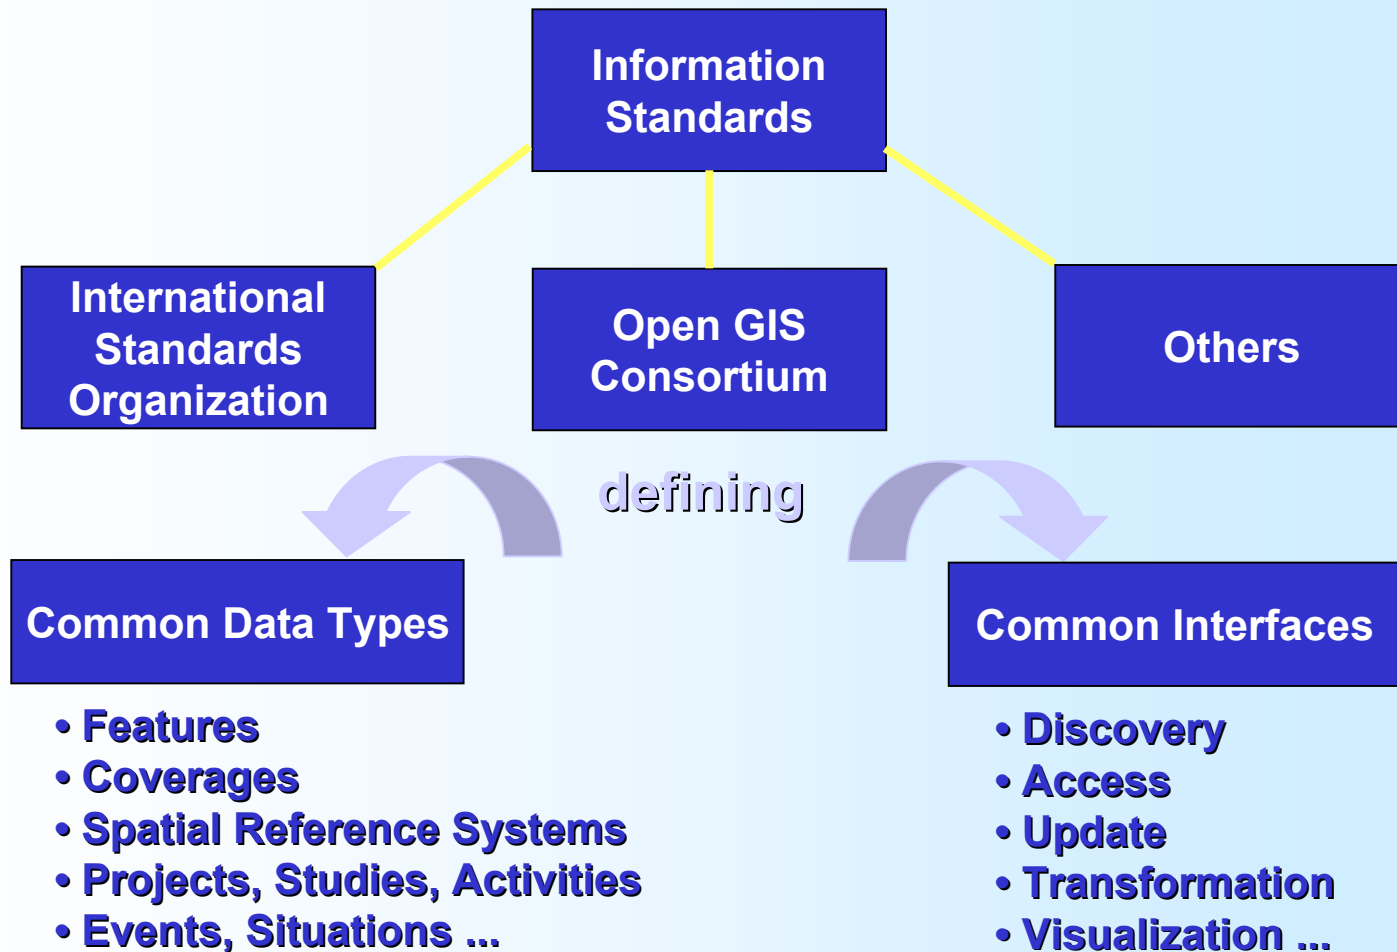 Information
Standards
International
Standards
Organization
Open GIS
Consortium
Others
defining
Common Data Types
• Features
• Coverages
• Spatial Reference Systems
• Projects, Studies, Activities
• Events, Situations ...
Common Interfaces
• Discovery
• Access
• Update
• Transformation
• Visualization ...